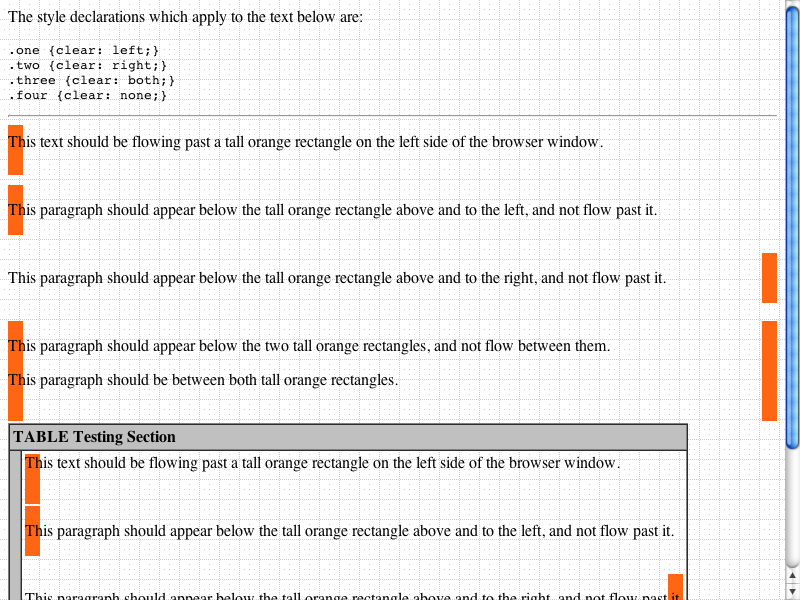 The style declarations which apply to the text below are:
.one {clear: left;}
.two {clear: right;}
.three {clear: both;}
.four {clear: none;}
This text should be flowing past a tall orange rectangle on the left side of the browser window.
This paragraph should appear below the tall orange rectangle above and to the left, and not flow past it.
This paragraph should appear below the tall orange rectangle above and to the right, and not flow past it.
This paragraph should appear below the two tall orange rectangles, and not flow between them.
This paragraph should be between both tall orange rectangles.
TABLE Testing Section
This text should be flowing past a tall orange rectangle on the left side of the browser window.
This paragraph should appear below the tall orange rectangle above and to the left, and not flow past it.
This paragraph should appear below the tall orange rectangle above and to the right, and not flow past it.